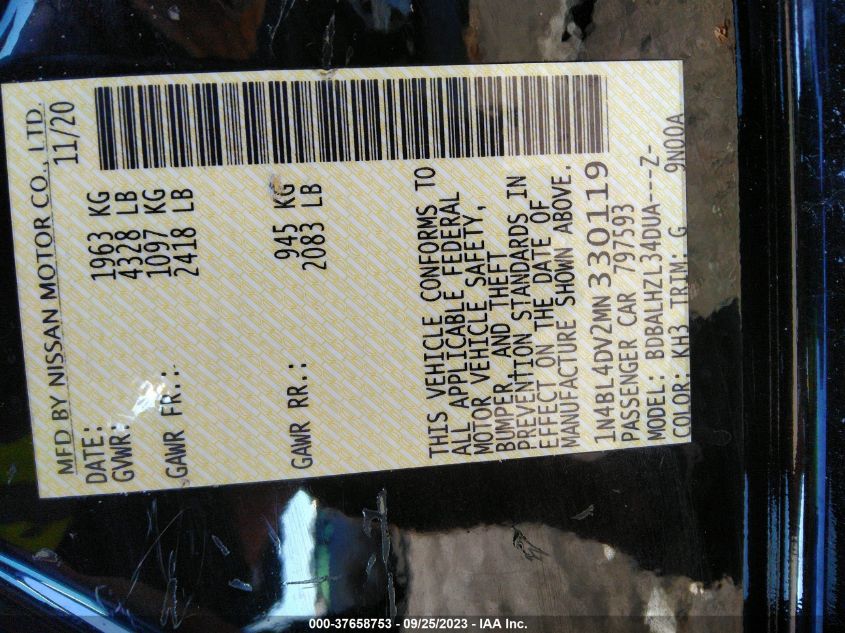 MFD BY NISSAN MOTOR CO., LTD.
DATE: 11/20
GVWR: 1963 KG
4328 LB
GAWR FR.: 1097 KG
2418 LB
GAWR RR.: 945 KG
2083 LB
THIS VEHICLE CONFORMS TO
ALL APPLICABLE FEDERAL
MOTOR VEHICLE SAFETY,
BUMPER AND THEFT
PREVENTION STANDARDS IN
EFFECT ON THE DATE OF
MANUFACTURE SHOWN ABOVE.
1N4BL4DV2MN330119
PASSENGER CAR 797593
MODEL: BDBALHZL34DUA---Z-
COLOR: KH3 TRIM: G 9N00A
000-37658753 - 09/25/2023 - IAA Inc.